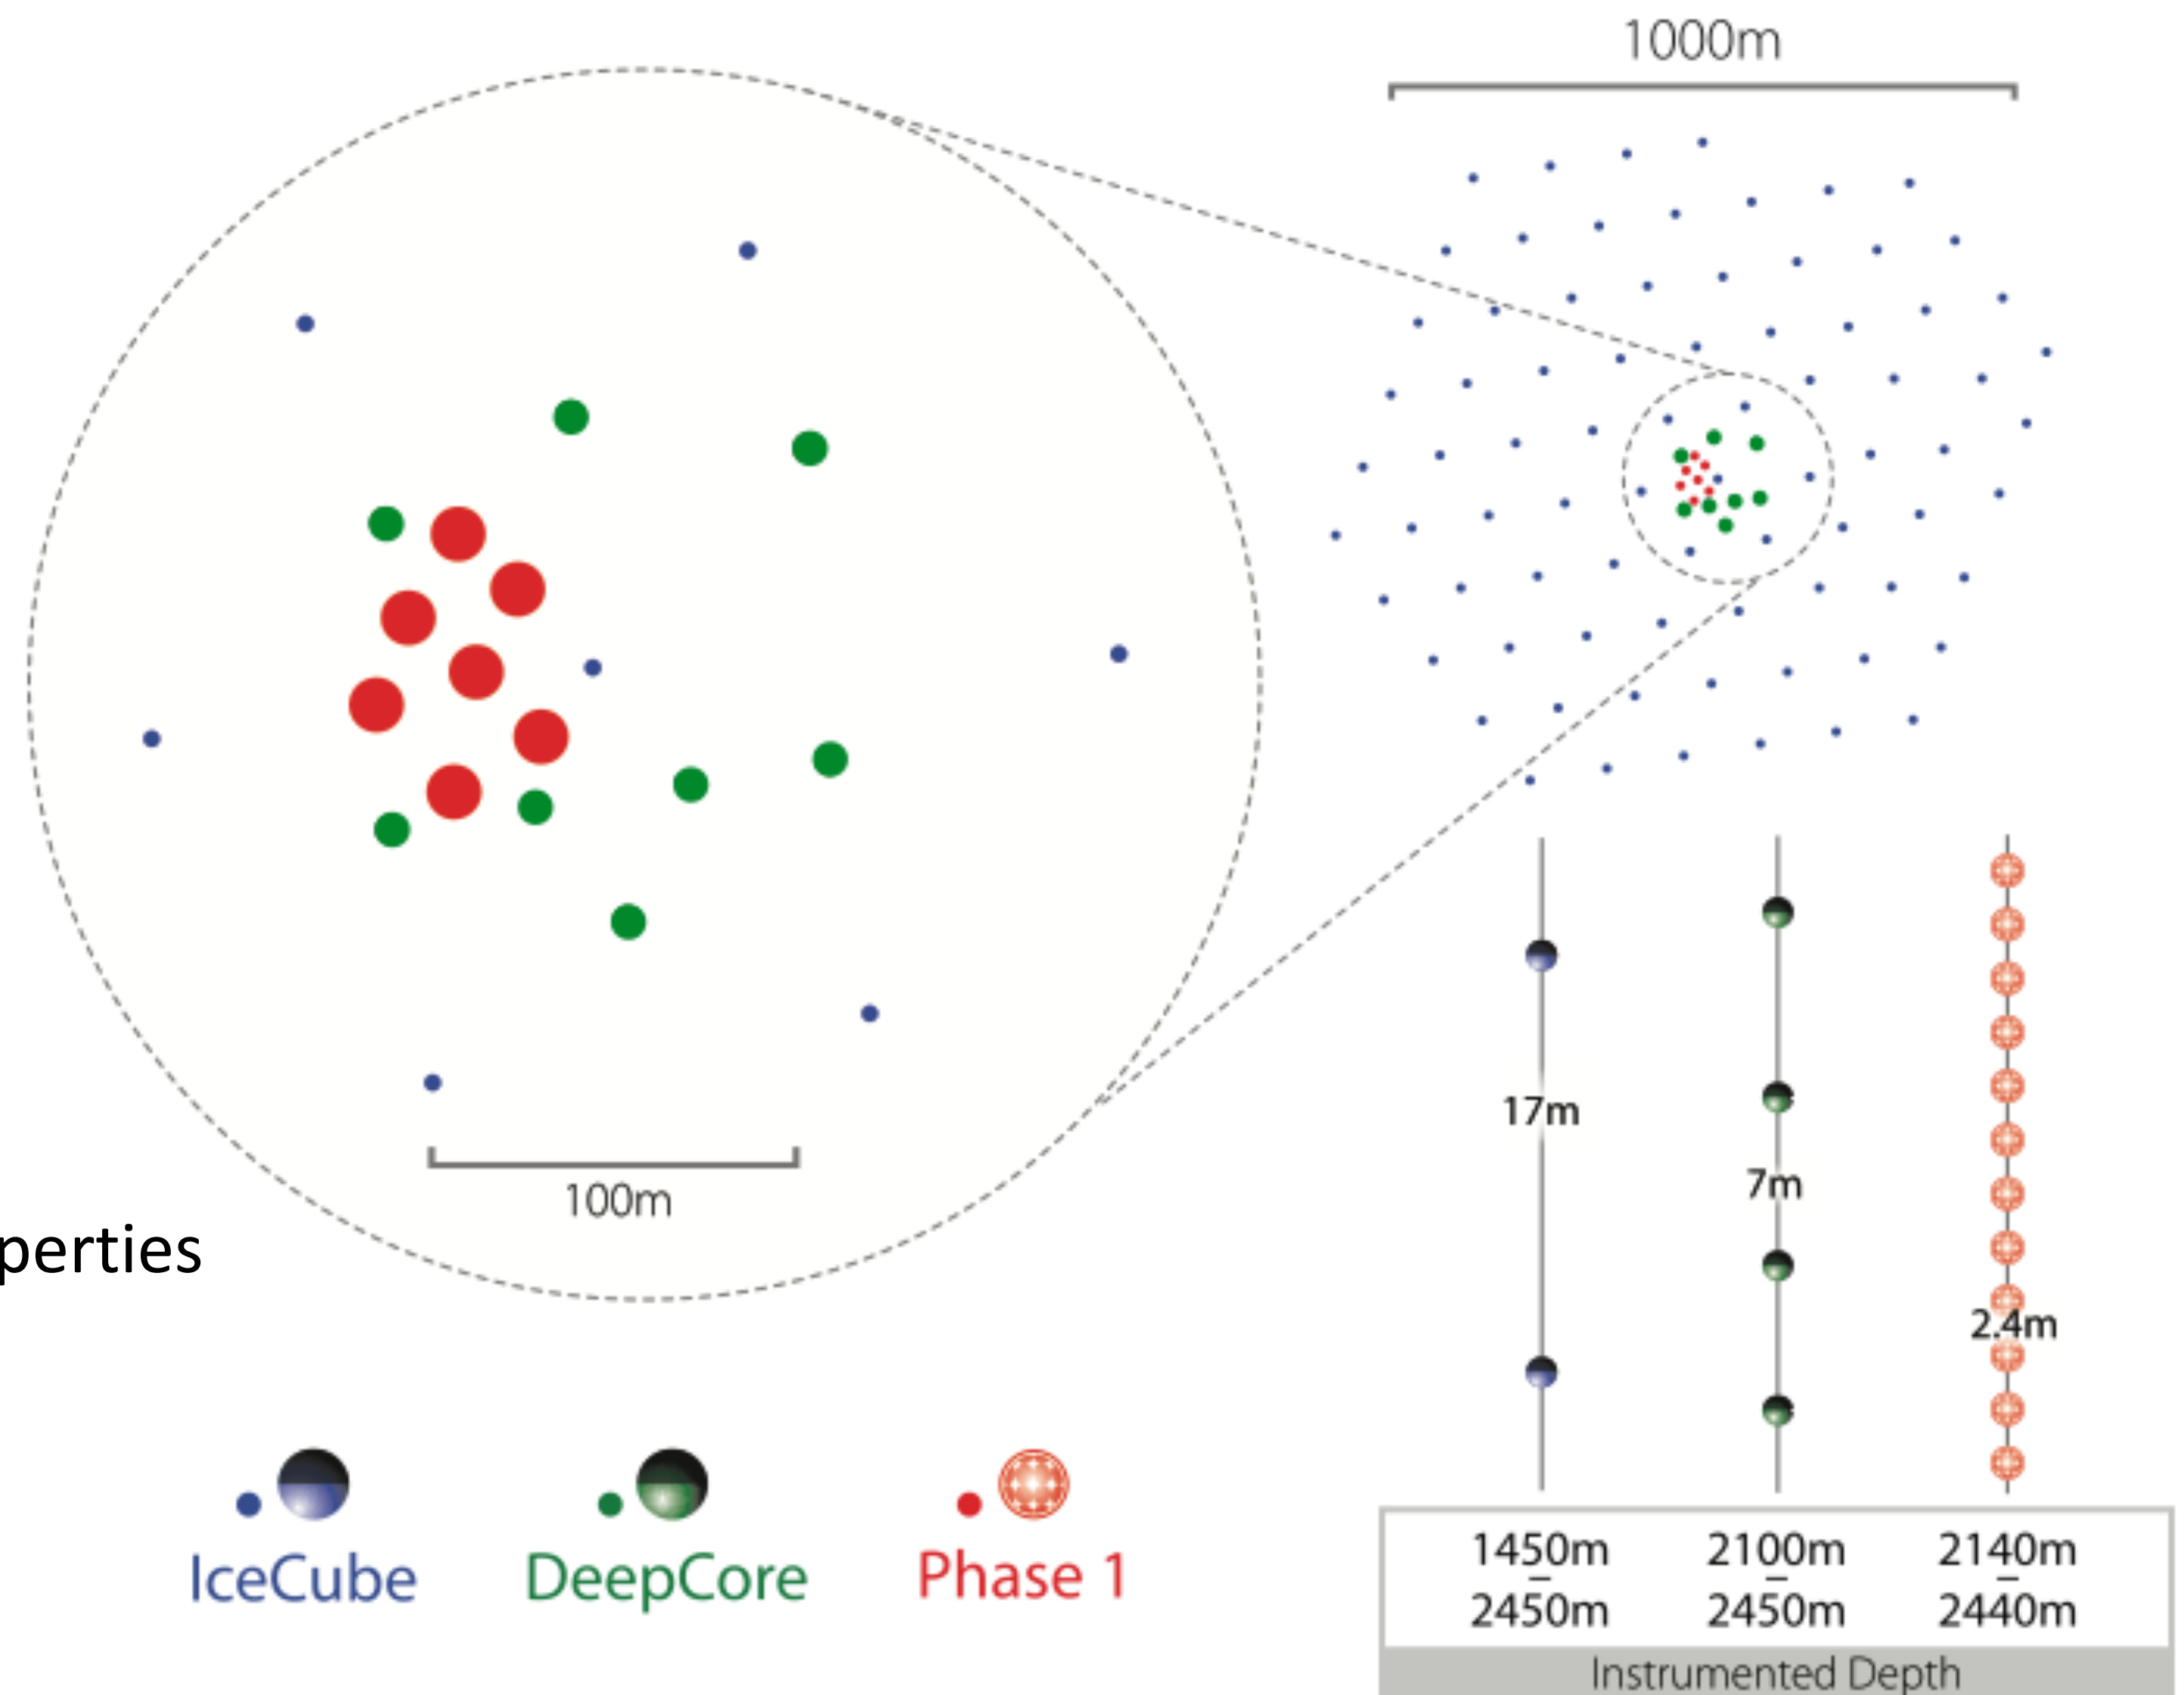 1000m
100m
perties
17m
7m
2.4m
IceCube
DeepCore
Phase 1
1450m
–
2450m
2100m
–
2450m
2140m
–
2440m
Instrumented Depth